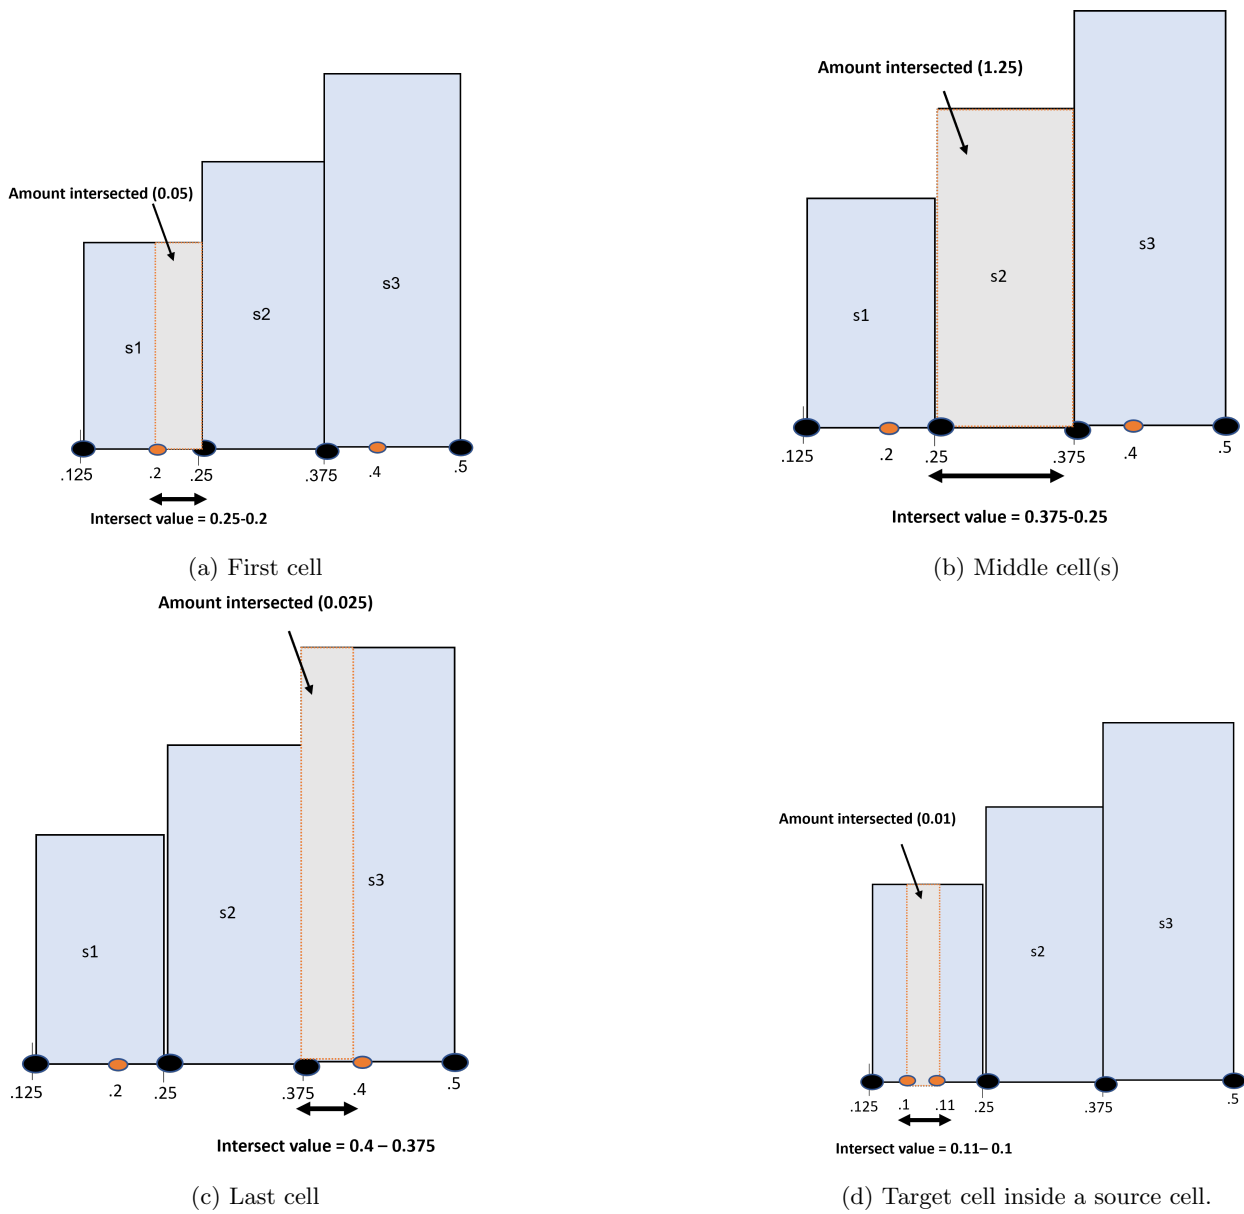 Amount intersected (0.05)
s1
s2
s3
.125
.2
.25
.375
.4
.5
Intersect value = 0.25-0.2
(a) First cell
Amount intersected (1.25)
s1
s2
s3
.125
.2
.25
.375
.4
.5
Intersect value = 0.375-0.25
(b) Middle cell(s)
Amount intersected (0.025)
s1
s2
s3
.125
.2
.25
.375
.4
.5
Intersect value = 0.4 – 0.375
(c) Last cell
Amount intersected (0.01)
s2
s3
.125
.1
.11
.25
.375
.5
Intersect value = 0.11– 0.1
(d) Target cell inside a source cell.